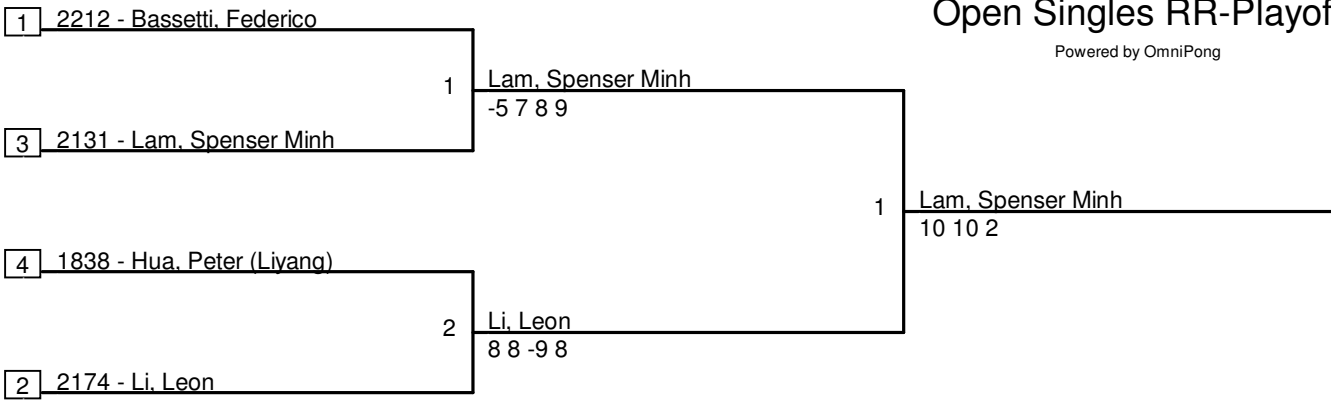 Open Singles RR-Playof
Powered by OmniPong
1 2212 - Bassetti, Federico
1 Lam, Spenser Minh
-5 7 8 9
3 2131 - Lam, Spenser Minh
1 Lam, Spenser Minh
10 10 2
4 1838 - Hua, Peter (Liyang)
2 Li, Leon
8 8 -9 8
2 2174 - Li, Leon